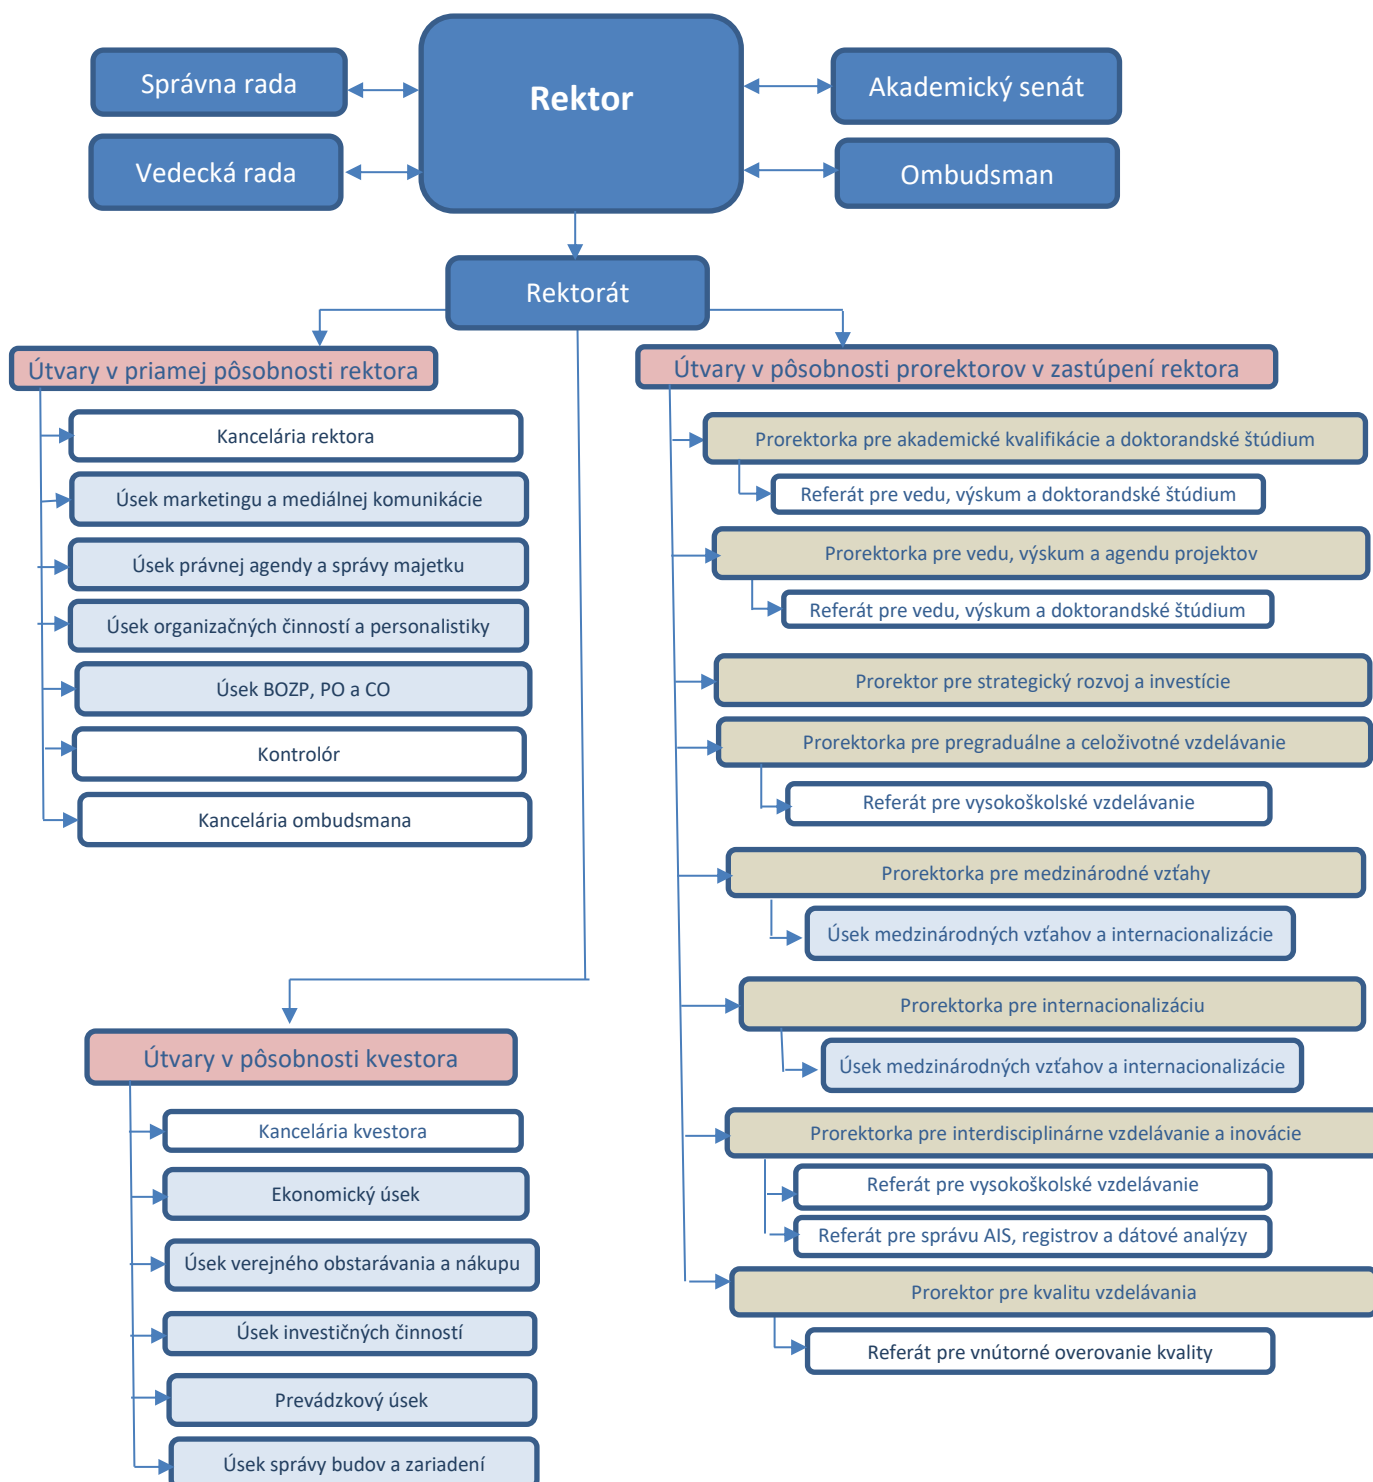 Rektor
Správna rada
Akademický senát
Vedecká rada
Ombudsman
Rektorát
Útvary v priamej pôsobnosti rektora
Kancelária rektora
Úsek marketingu a mediálnej komunikácie
Úsek právnej agendy a správy majetku
Úsek organizačných činností a personalistiky
Úsek BOZP, PO a CO
Kontrolór
Kancelária ombudsmana
Útvary v pôsobnosti prorektorov v zastúpení rektora
Prorektorka pre akademické kvalifikácie a doktorandské štúdium
Referát pre vedu, výskum a doktorandské štúdium
Prorektorka pre vedu, výskum a agendu projektov
Referát pre vedu, výskum a doktorandské štúdium
Prorektor pre strategický rozvoj a investície
Prorektorka pre pregraduálne a celoživotné vzdelávanie
Referát pre vysokoškolské vzdelávanie
Prorektorka pre medzinárodné vzťahy
Úsek medzinárodných vzťahov a internacionalizácie
Prorektorka pre internacionalizáciu
Úsek medzinárodných vzťahov a internacionalizácie
Prorektorka pre interdisciplinárne vzdelávanie a inovácie
Referát pre vysokoškolské vzdelávanie
Referát pre správu AIS, registrov a dátové analýzy
Prorektor pre kvalitu vzdelávania
Referát pre vnútorné overovanie kvality
Útvary v pôsobnosti kvestora
Kancelária kvestora
Ekonomický úsek
Úsek verejného obstarávania a nákupu
Úsek investičných činností
Prevádzkový úsek
Úsek správy budov a zariadení